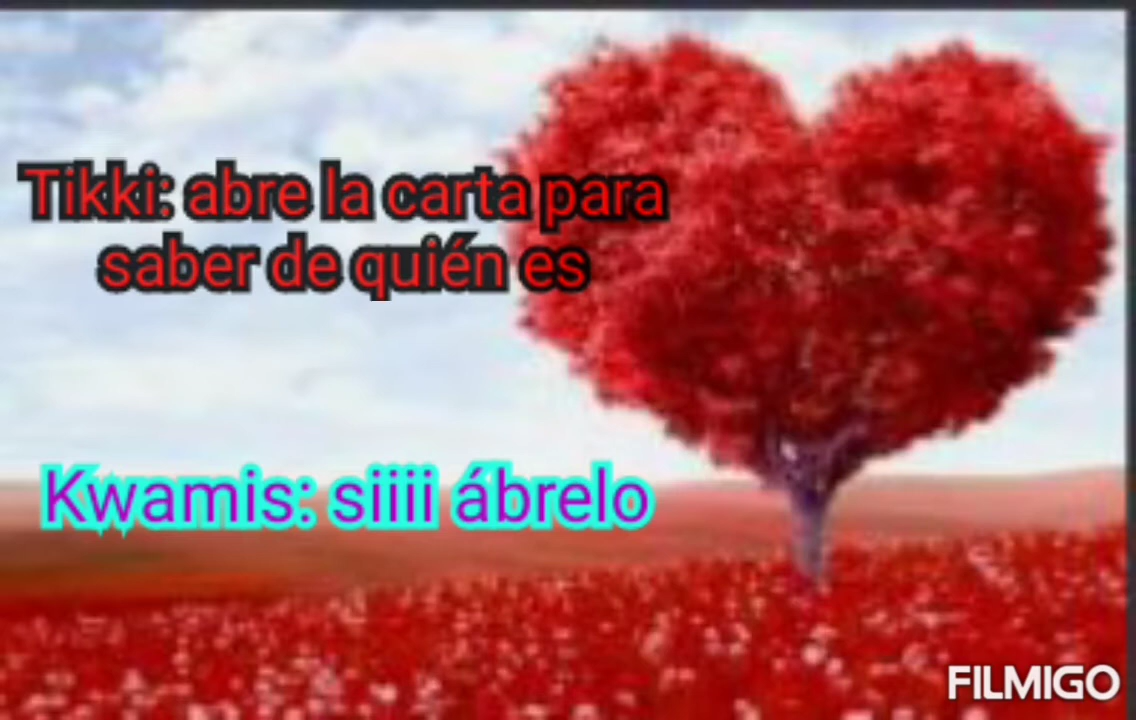 Tikki: abre la carta para
saber de quién es
Kwamis: siiii ábrelo
FILMIGO